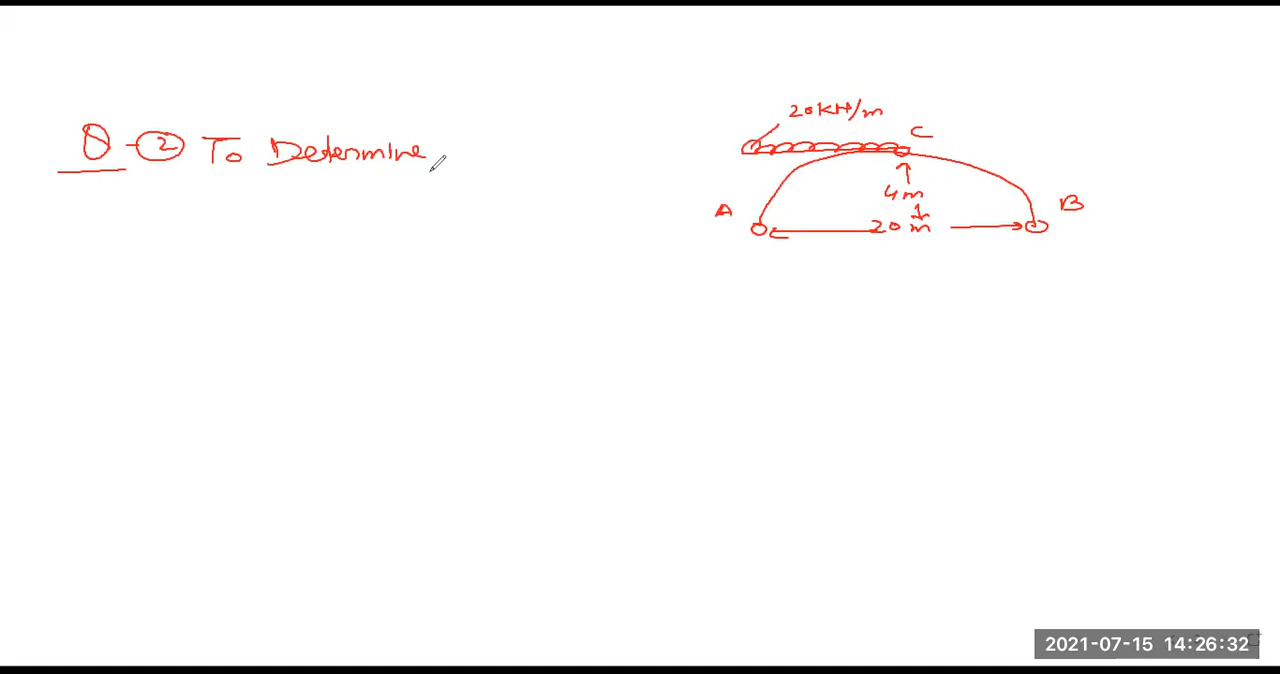 Q-② To Determine
20KN/m
C
4m
A
B
20m
2021-07-15 14:26:32